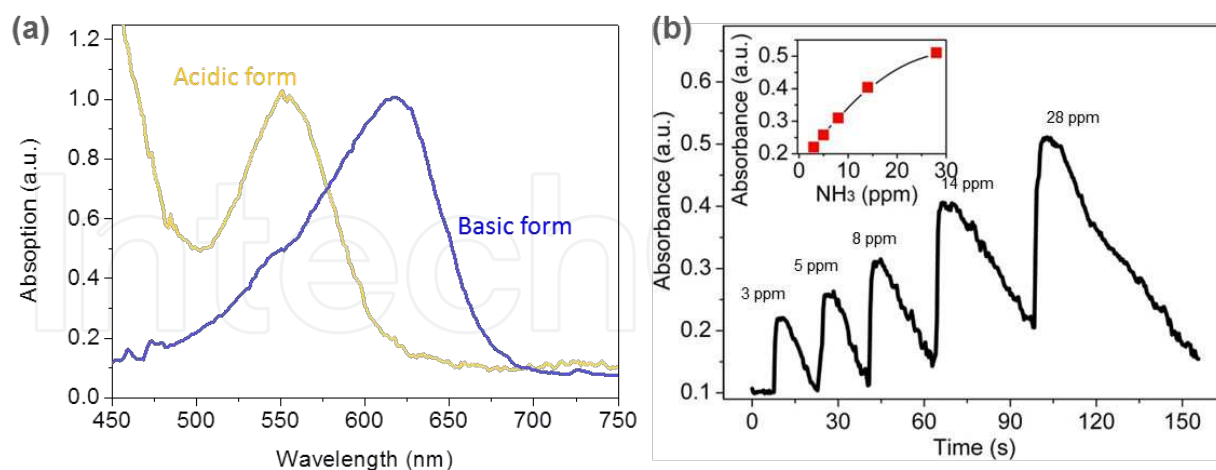 (a)
1.2
1.0
0.8
0.6
0.4
0.2
0.0
Absoption (a.u.)
Acidic form
Basic form
Intech
450 500 550 600 650 700 750
Wavelength (nm)
(b)
0.6
0.5
0.4
0.3
0.2
0.1
Absorbance (a.u.)
0.5
0.4
0.3
0.2
Absorbance (a.u.)
0 10 20 30
NH3 (ppm)
3 ppm
5 ppm
8 ppm
14 ppm
28 ppm
0 30 60 90 120 150
Time (s)